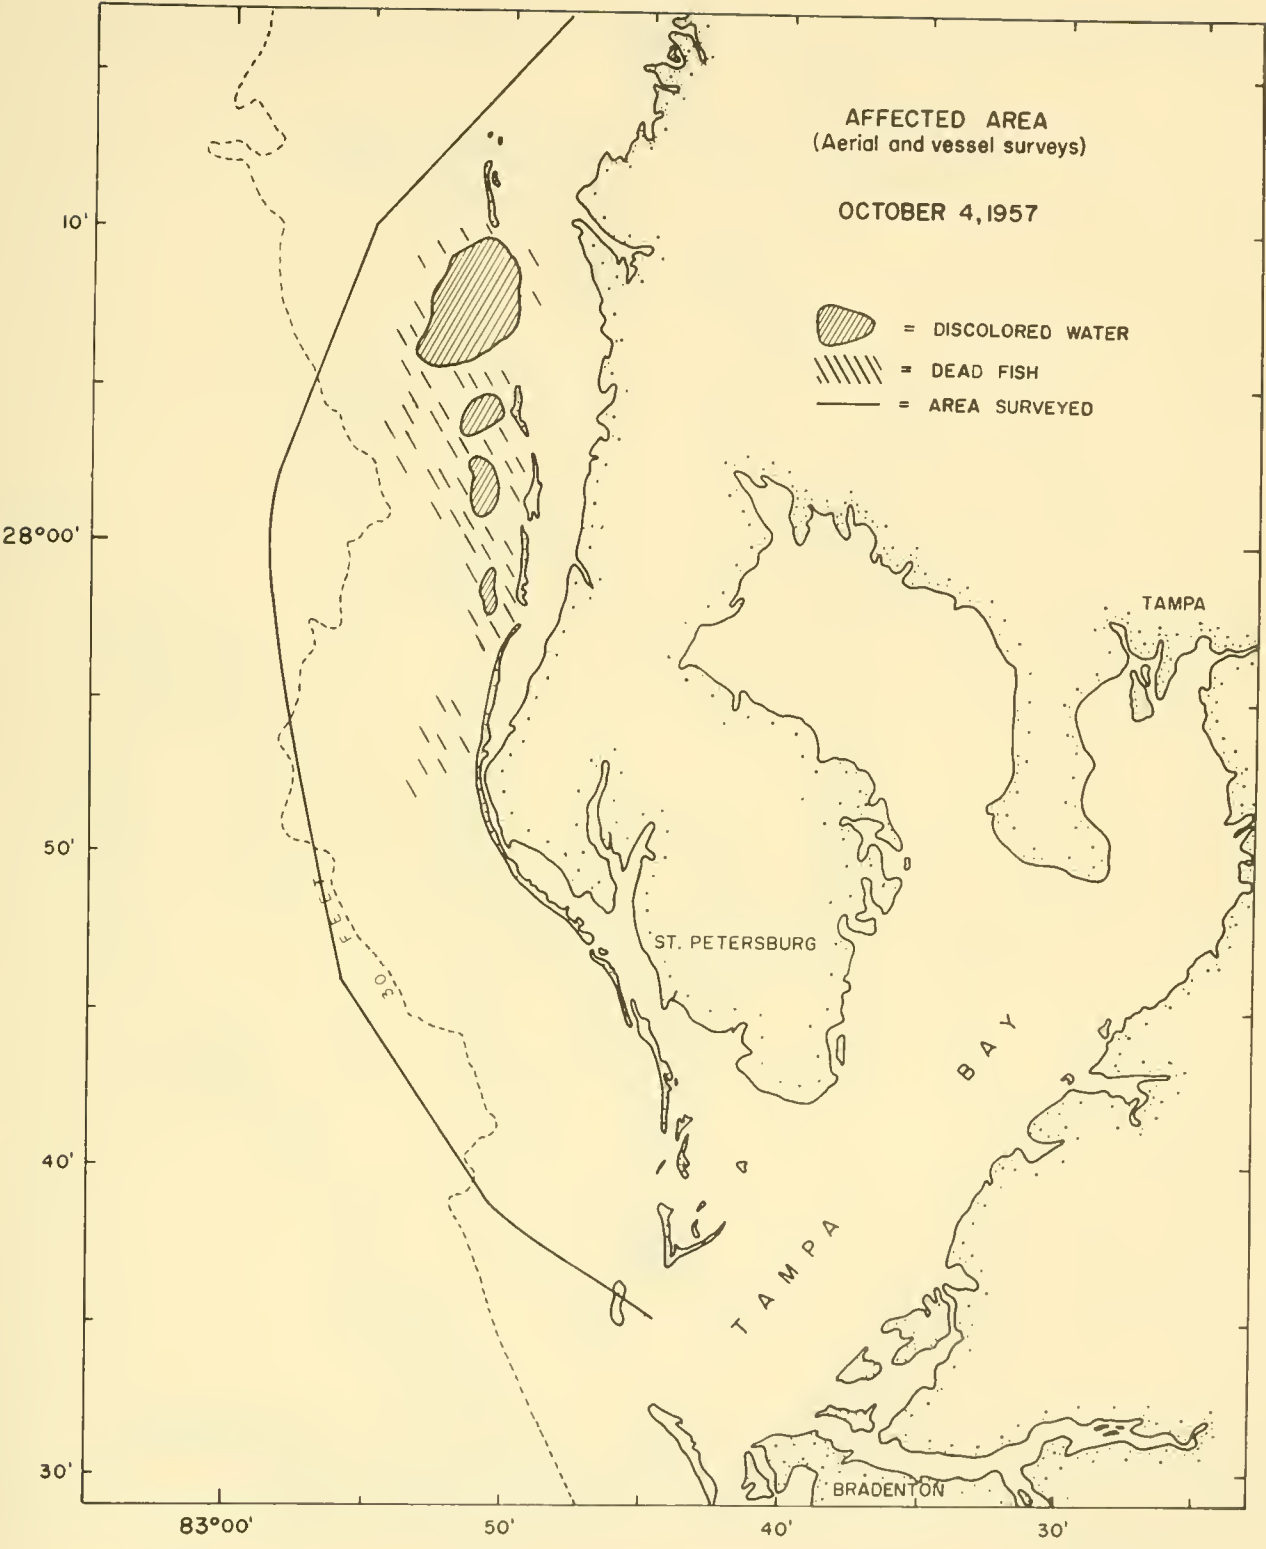 AFFECTED AREA
(Aerial and vessel surveys)
OCTOBER 4, 1957
= DISCOLORED WATER
= DEAD FISH
= AREA SURVEYED
10'
28°00'
TAMPA
50'
30 FEET
ST. PETERSBURG
40'
TAMPA BAY
30'
BRADENTON
83°00'
50'
40'
30'